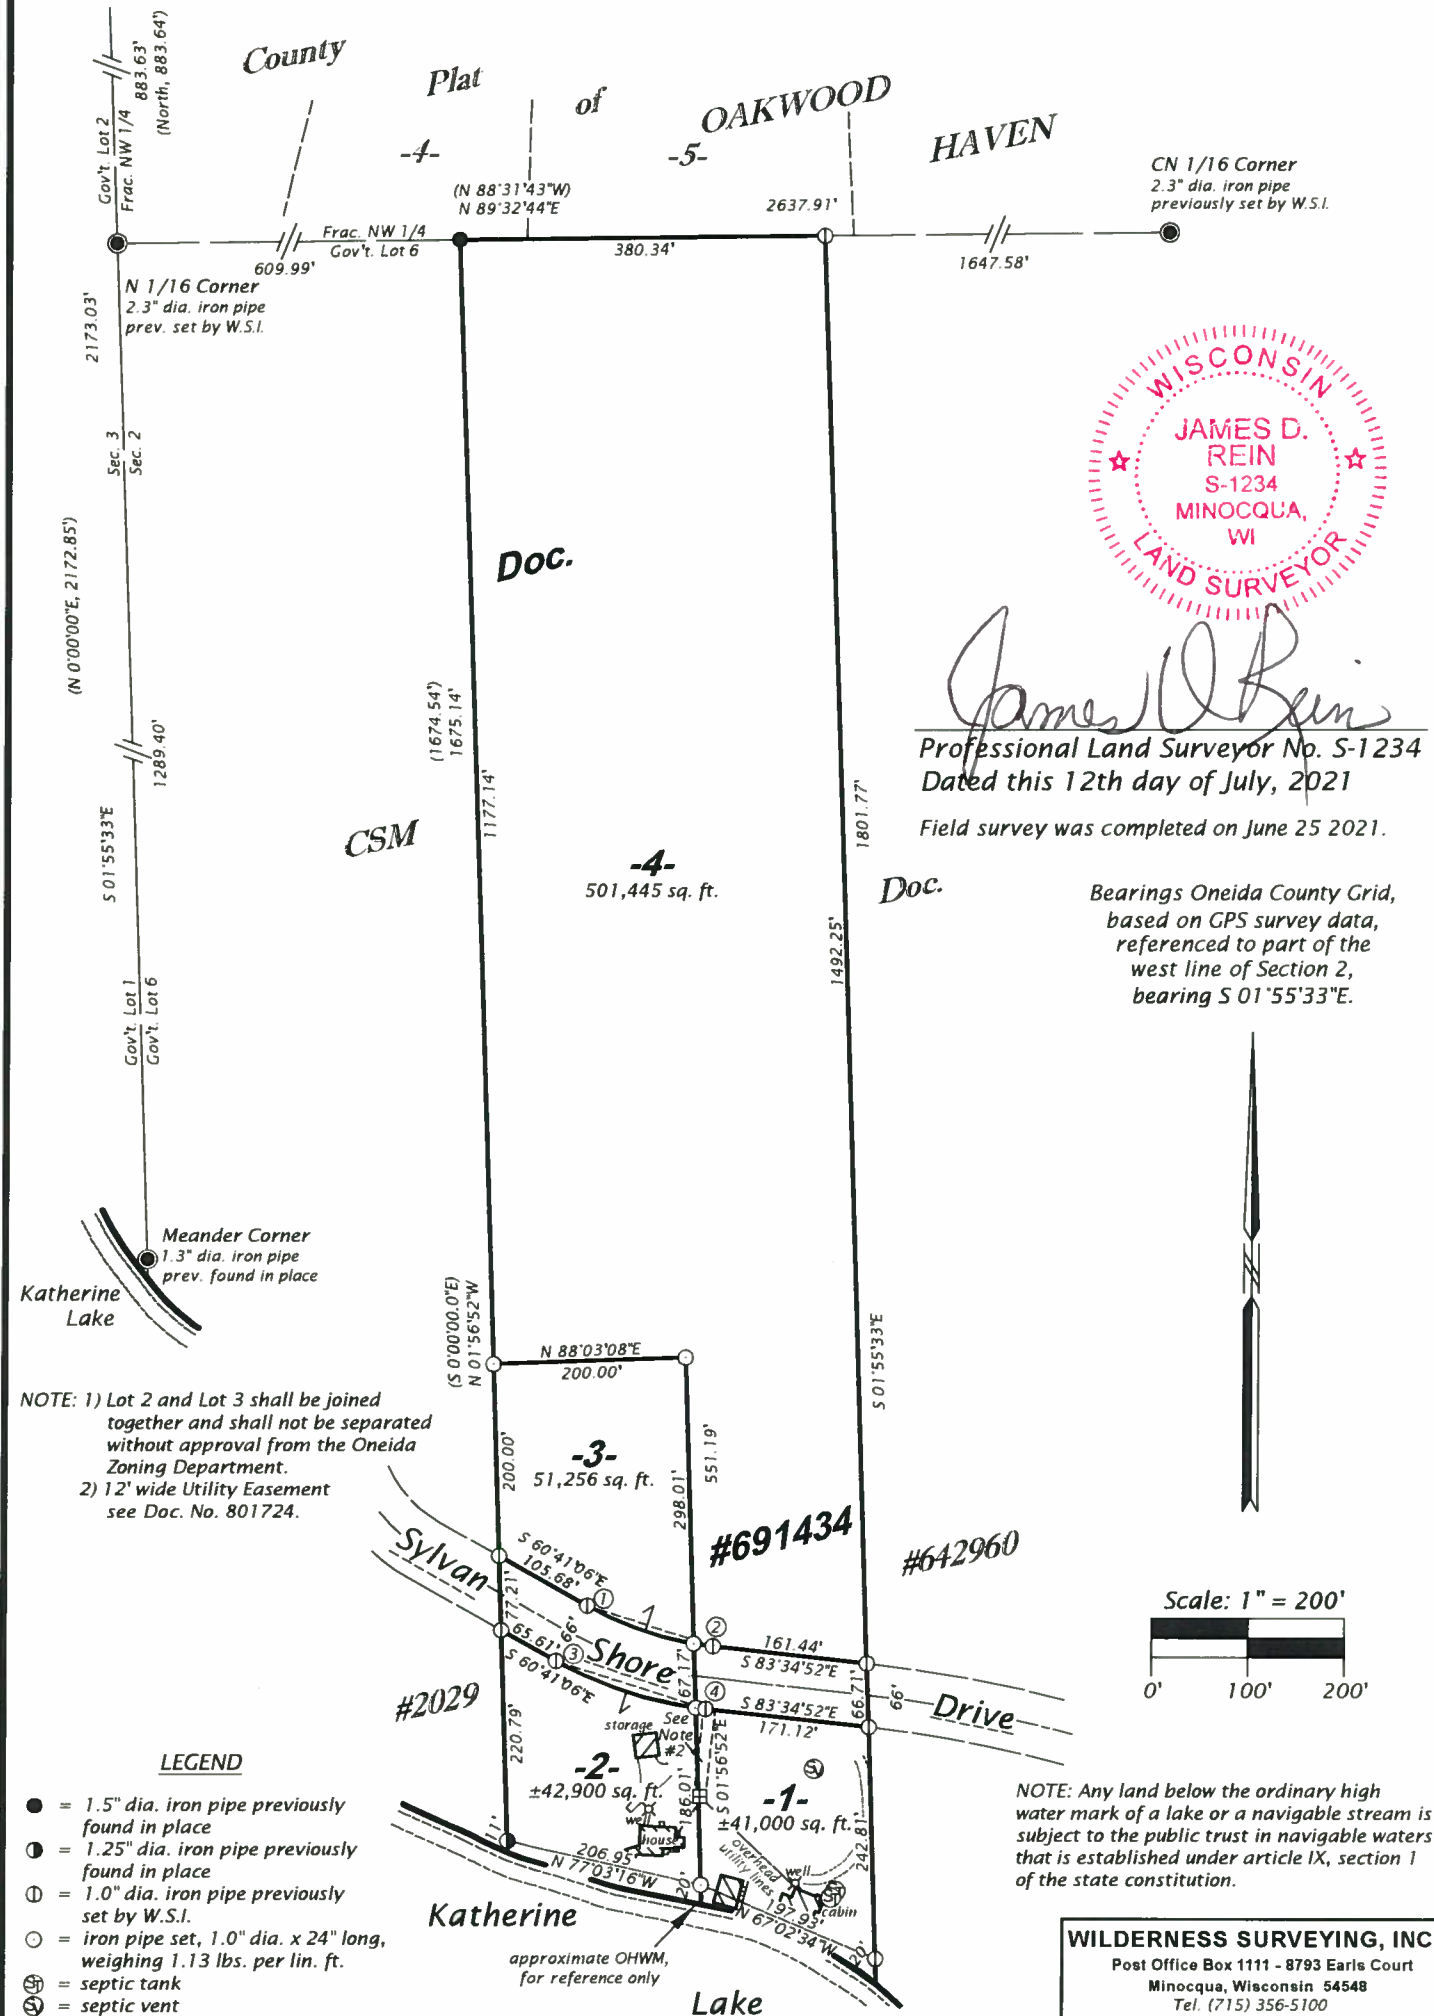 883.63'
(North, 883.64')
Gov't. Lot 2
Frac. NW 1/4
County Plat of OAKWOOD HAVEN
-4-
-5-
(N 88°31'43"W)
N 89°32'44"E
2637.91'
CN 1/16 Corner
2.3" dia. iron pipe
previously set by W.S.I.
Frac. NW 1/4
Gov't. Lot 6
609.99'
380.34'
1647.58'
N 1/16 Corner
2.3" dia. iron pipe
prev. set by W.S.I.
2173.03'
Sec. 3
Sec. 2
(N 0°00'00"E, 2172.85')
1289.40'
S 01°55'33"E
Gov't. Lot 1
Gov't. Lot 6
WISCONSIN
JAMES D.
REIN
S-1234
MINOCQUA,
WI
LAND SURVEYOR
James D Rein
Professional Land Surveyor No. S-1234
Dated this 12th day of July, 2021
Field survey was completed on June 25 2021.
Doc.
(1674.54')
1675.14'
1177.14'
CSM
1801.77'
-4-
501,445 sq. ft.
Doc.
1492.25'
Bearings Oneida County Grid,
based on GPS survey data,
referenced to part of the
west line of Section 2,
bearing S 01°55'33"E.
Meander Corner
1.3" dia. iron pipe
prev. found in place
Katherine
Lake
(S 0°00'00.0"E)
N 01°56'52"W
N 88°03'08"E
200.00'
S 01°55'33"E
NOTE: 1) Lot 2 and Lot 3 shall be joined
together and shall not be separated
without approval from the Oneida
Zoning Department.
2) 12' wide Utility Easement
see Doc. No. 801724.
200.00'
-3-
51,256 sq. ft.
298.01'
551.19'
#691434
#642960
Sylvan Shore Drive
S 60°41'06"E
105.68'
77.21'
66'
1
2
161.44'
S 83°34'52"E
65.61'
S 60°41'06"E
3
67.17'
4
S 83°34'52"E
171.12'
66.71'
66'
Scale: 1" = 200'
0' 100' 200'
#2029
220.79'
storage
See
Note
#2
S 01°56'52"E
-2-
±42,900 sq. ft.
well
house
186.01'
-1-
±41,000 sq. ft.
SV
242.81'
overhead
utility lines
well
ST
cabin
11'
206.95'
N 77°03'16"W
20'
197.93'
N 67°02'34"W
20'
Katherine
Lake
approximate OHWM,
for reference only
LEGEND
= 1.5" dia. iron pipe previously
found in place
= 1.25" dia. iron pipe previously
found in place
= 1.0" dia. iron pipe previously
set by W.S.I.
= iron pipe set, 1.0" dia. x 24" long,
weighing 1.13 lbs. per lin. ft.
ST = septic tank
SV = septic vent
NOTE: Any land below the ordinary high
water mark of a lake or a navigable stream is
subject to the public trust in navigable waters
that is established under article IX, section 1
of the state constitution.
WILDERNESS SURVEYING, INC
Post Office Box 1111 - 8793 Earls Court
Minocqua, Wisconsin 54548
Tel. (715) 356-5100